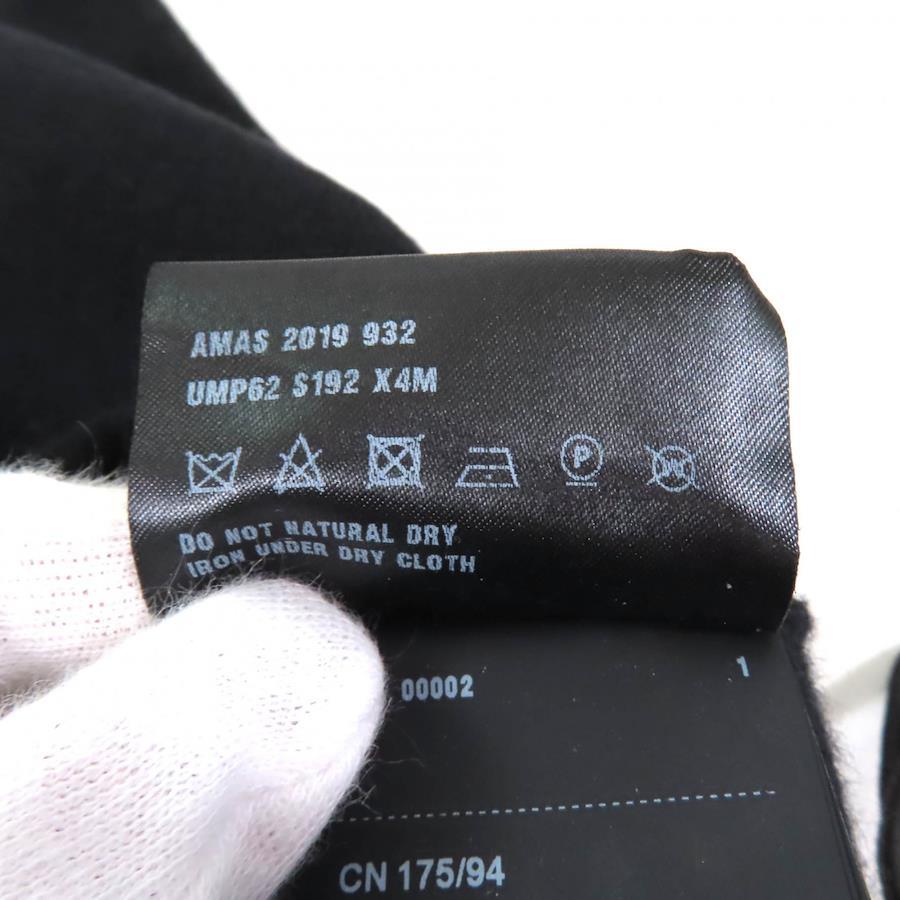 AMAS 2019 932
UMP62 S192 X4M
P
W
DO NOT NATURAL DRY
IRON UNDER DRY CLOTH
1
00002
CN 175/94